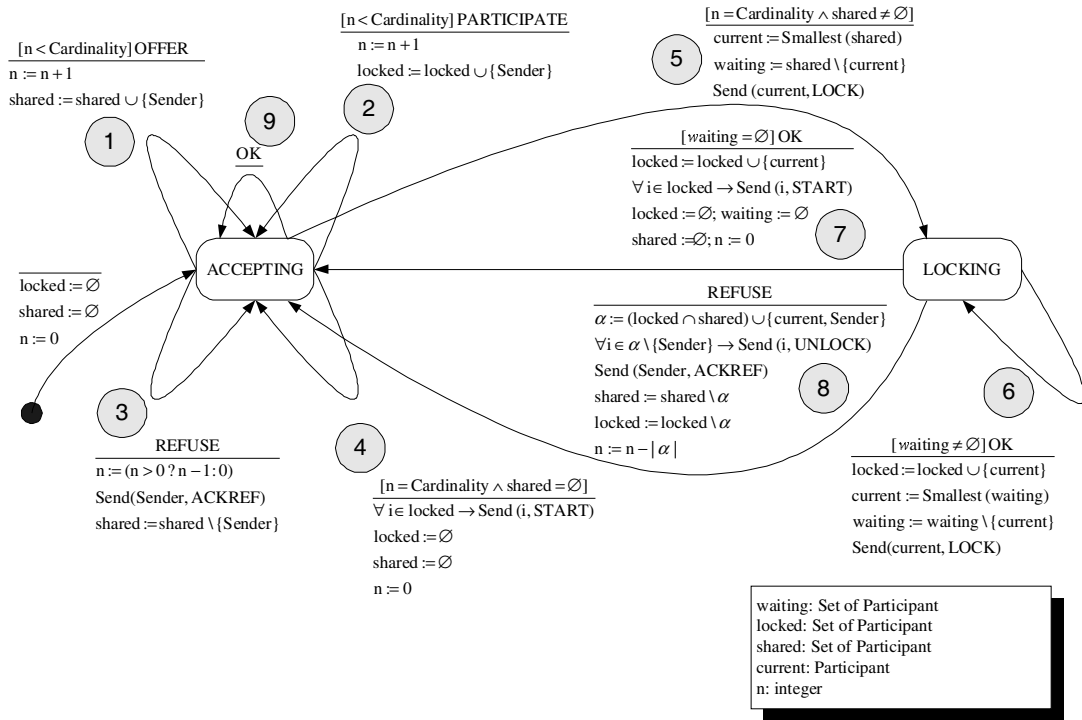 [n < Cardinality] OFFER
n := n + 1
shared := shared ∪ {Sender}
1
[n < Cardinality] PARTICIPATE
n := n + 1
locked := locked ∪ {Sender}
2
9
OK
[n = Cardinality ∧ shared ≠ ∅]
current := Smallest (shared)
waiting := shared \ {current}
Send (current, LOCK)
5
[waiting = ∅] OK
locked := locked ∪ {current}
∀ i ∈ locked → Send (i, START)
locked := ∅; waiting := ∅
shared := ∅; n := 0
7
ACCEPTING
LOCKING
locked := ∅
shared := ∅
n := 0
REFUSE
α := (locked ∩ shared) ∪ {current, Sender}
∀i ∈ α \ {Sender} → Send (i, UNLOCK)
Send (Sender, ACKREF)
shared := shared \ α
locked := locked \ α
n := n − | α |
8
6
3
REFUSE
n := (n > 0 ? n − 1 : 0)
Send(Sender, ACKREF)
shared := shared \ {Sender}
4
[n = Cardinality ∧ shared = ∅]
∀ i ∈ locked → Send (i, START)
locked := ∅
shared := ∅
n := 0
[waiting ≠ ∅] OK
locked := locked ∪ {current}
current := Smallest (waiting)
waiting := waiting \ {current}
Send(current, LOCK)
waiting: Set of Participant
locked: Set of Participant
shared: Set of Participant
current: Participant
n: integer